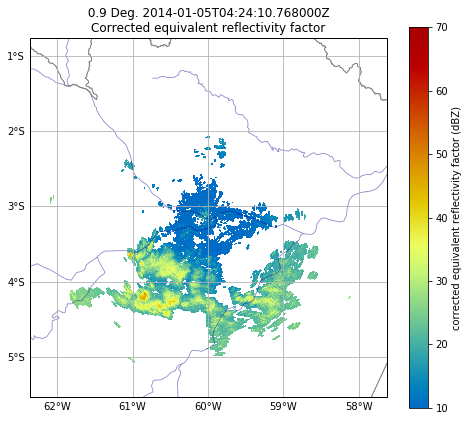 0.9 Deg. 2014-01-05T04:24:10.768000Z
Corrected equivalent reflectivity factor
1°S
2°S
3°S
4°S
5°S
62°W
61°W
60°W
59°W
58°W
70
60
50
40
30
20
10
corrected equivalent reflectivity factor (dBZ)